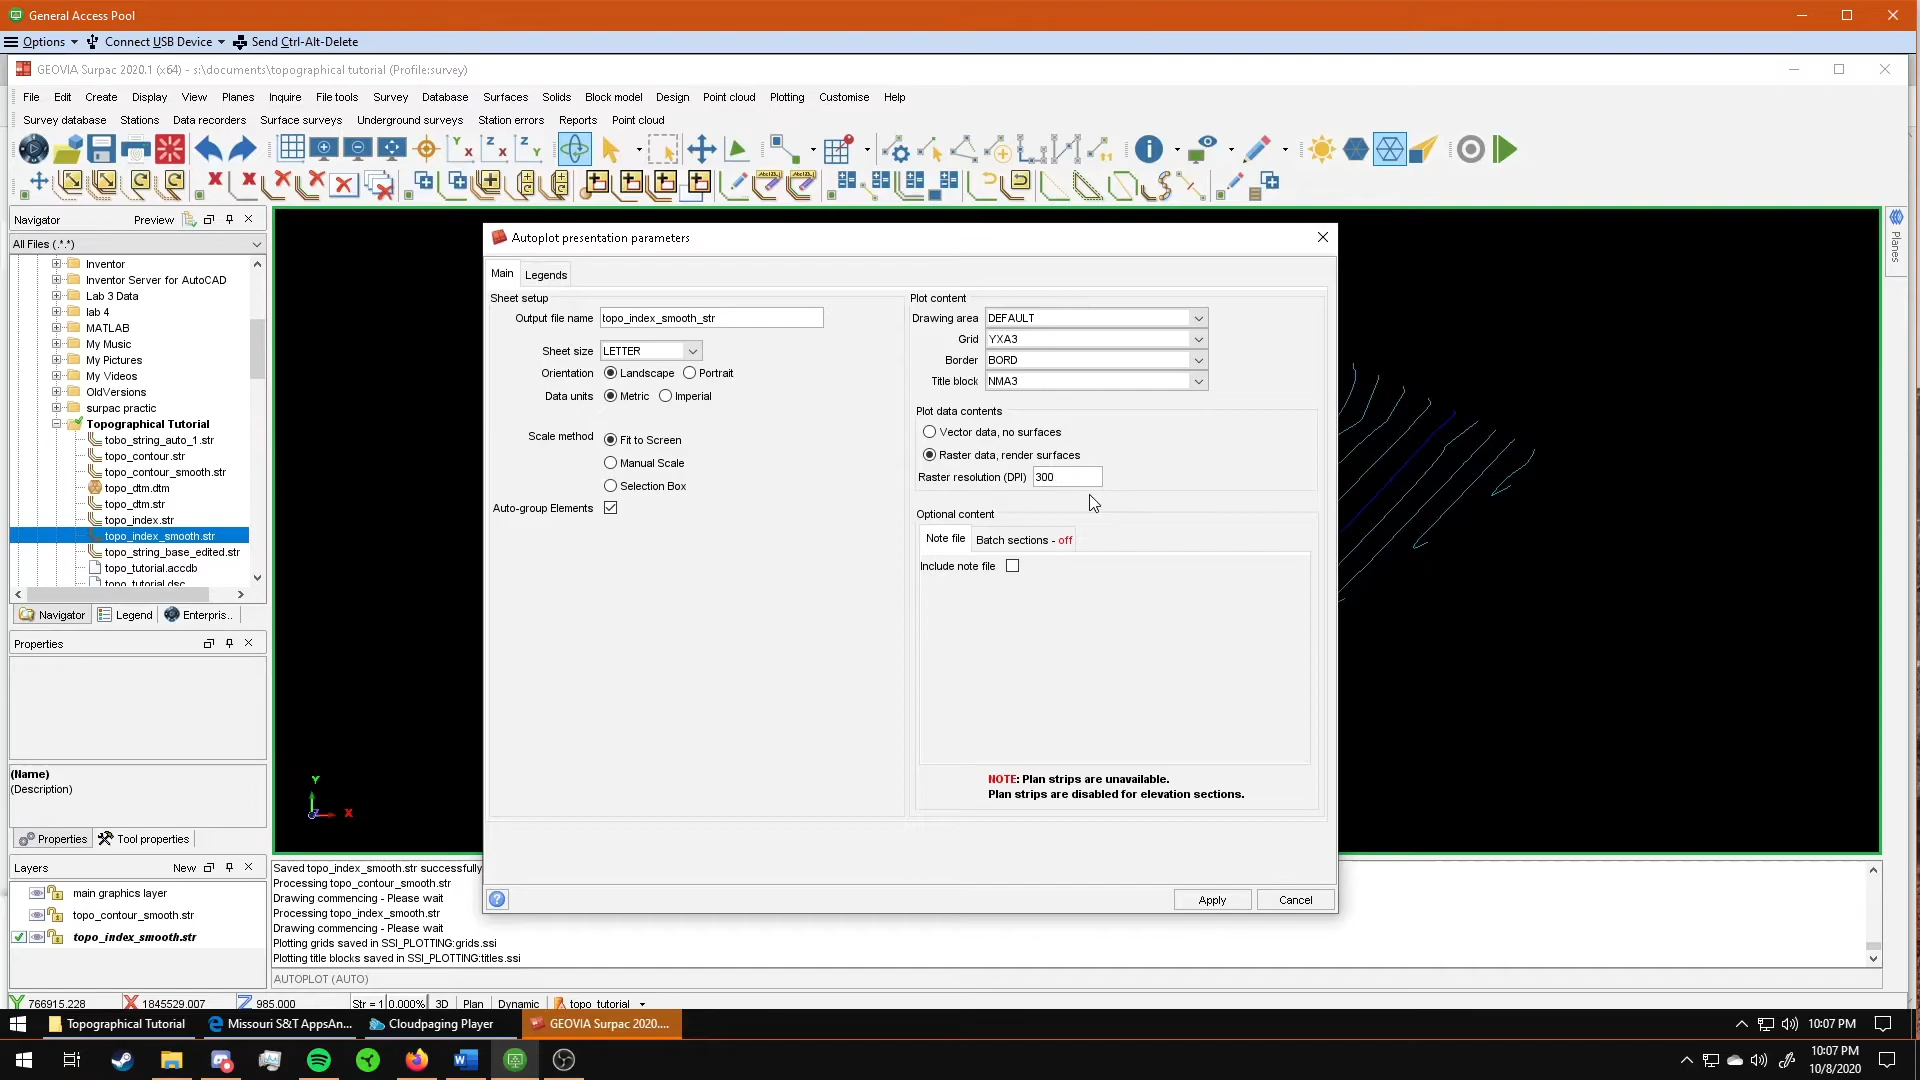 General Access Pool
Options Connect USB Device Send Ctrl-Alt-Delete
GEOVIA Surpac 2020.1 (x64) - s:\documents\topographical tutorial (Profile:survey)
File Edit Create Display View Planes Inquire File tools Survey Database Surfaces Solids Block model Design Point cloud Plotting Customise Help
Survey database Stations Data recorders Surface surveys Underground surveys Station errors Reports Point cloud
Navigator Preview
All Files (.*.*)
Inventor
Inventor Server for AutoCAD
Lab 3 Data
lab 4
MATLAB
My Music
My Pictures
My Videos
OldVersions
surpac practic
Topographical Tutorial
tobo_string_auto_1.str
topo_contour.str
topo_contour_smooth.str
topo_dtm.dtm
topo_dtm.str
topo_index.str
topo_index_smooth.str
topo_string_base_edited.str
topo_tutorial.accdb
topo_tutorial.dsc
Navigator Legend Enterpris..
Properties
(Name)
(Description)
Properties Tool properties
Layers New
main graphics layer
topo_contour_smooth.str
topo_index_smooth.str
Planes
Y
X
Z
Autoplot presentation parameters
Main Legends
Sheet setup
Output file name topo_index_smooth_str
Sheet size LETTER
Orientation Landscape Portrait
Data units Metric Imperial
Scale method Fit to Screen
Manual Scale
Selection Box
Auto-group Elements
Plot content
Drawing area DEFAULT
Grid YXA3
Border BORD
Title block NMA3
Plot data contents
Vector data, no surfaces
Raster data, render surfaces
Raster resolution (DPI) 300
Optional content
Note file Batch sections - off
Include note file
NOTE: Plan strips are unavailable.
Plan strips are disabled for elevation sections.
Apply Cancel
Saved topo_index_smooth.str successfully
Processing topo_contour_smooth.str
Drawing commencing - Please wait
Processing topo_index_smooth.str
Drawing commencing - Please wait
Plotting grids saved in SSI_PLOTTING:grids.ssi
Plotting title blocks saved in SSI_PLOTTING:titles.ssi
AUTOPLOT (AUTO)
Y 766915.228 X 1845529.007 Z 985.000 Str = 1 0.000% 3D Plan Dynamic topo_tutorial
Topographical Tutorial Missouri S&T AppsAn... Cloudpaging Player GEOVIA Surpac 2020.... 10:07 PM
10:07 PM
10/8/2020